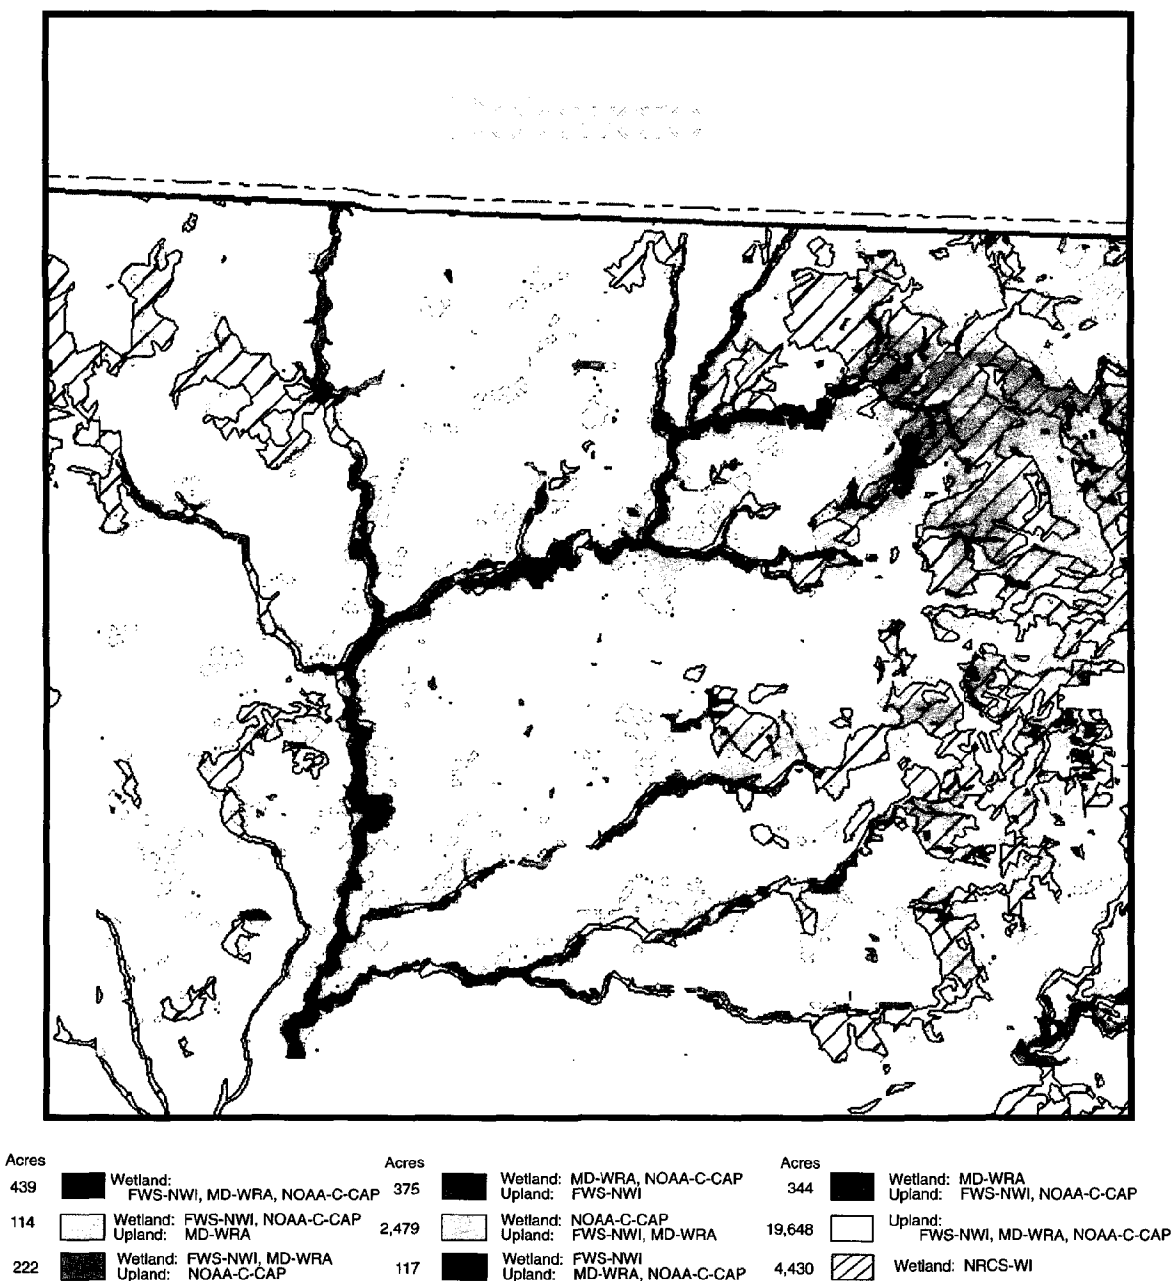 Delaware
Acres
439 Wetland:
FWS-NWI, MD-WRA, NOAA-C-CAP
114 Wetland: FWS-NWI, NOAA-C-CAP
Upland: MD-WRA
222 Wetland: FWS-NWI, MD-WRA
Upland: NOAA-C-CAP
Acres
375 Wetland: MD-WRA, NOAA-C-CAP
Upland: FWS-NWI
2,479 Wetland: NOAA-C-CAP
Upland: FWS-NWI, MD-WRA
117 Wetland: FWS-NWI
Upland: MD-WRA, NOAA-C-CAP
Acres
344 Wetland: MD-WRA
Upland: FWS-NWI, NOAA-C-CAP
19,648 Upland:
FWS-NWI, MD-WRA, NOAA-C-CAP
4,430 Wetland: NRCS-WI